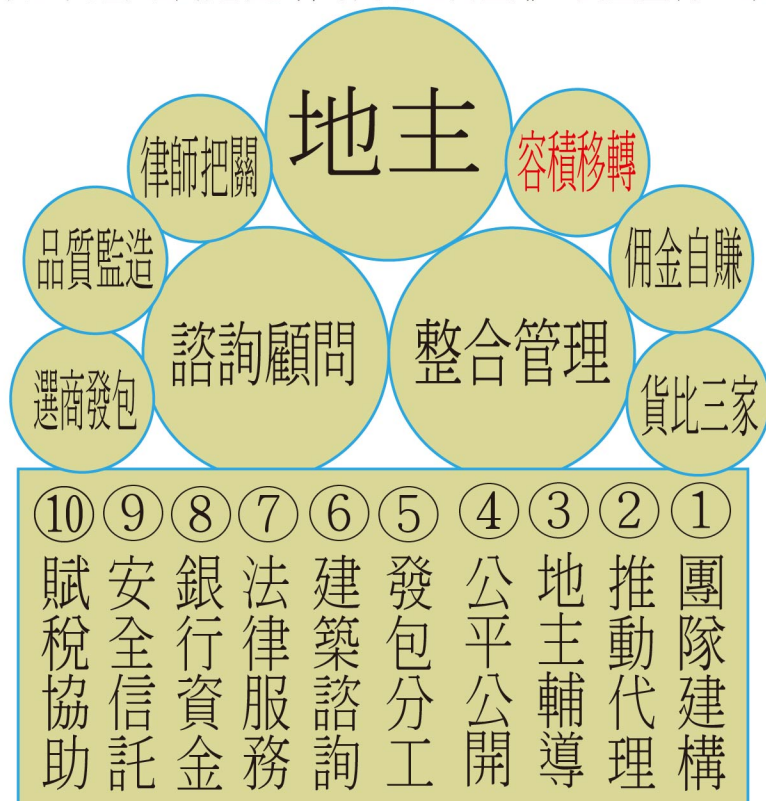 地主
律師把關
容積移轉
品質監造
佣金自賺
諮詢顧問
整合管理
選商發包
貨比三家
①團隊建構
②推動代理
③地主輔導
④公平公開
⑤發包分工
⑥建築諮詢
⑦法律服務
⑧銀行資金
⑨安全信託
⑩賦稅協助